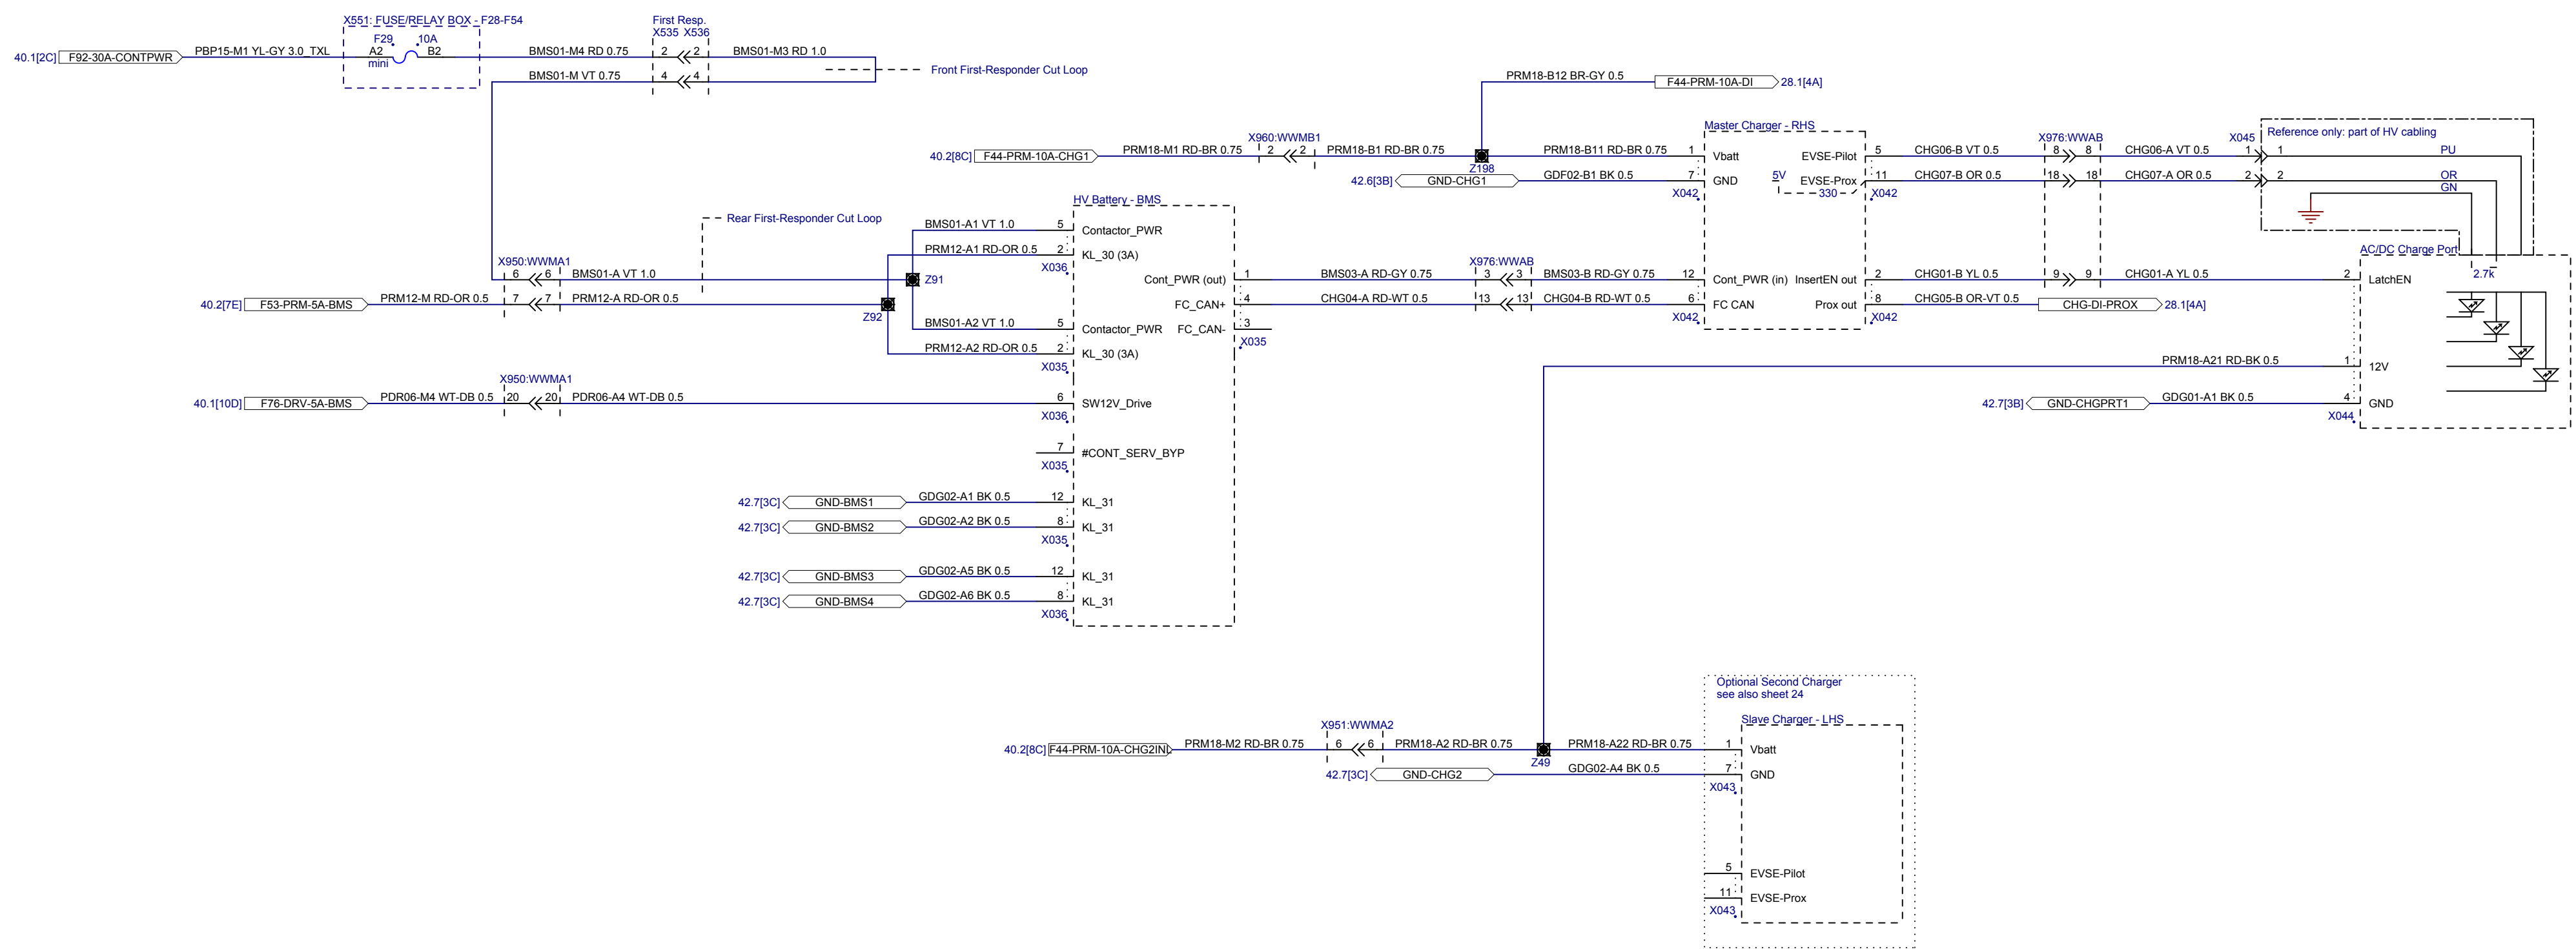 X551: FUSE/RELAY BOX - F28-F54
F29 10A
40.1[2C] F92-30A-CONTPWR PBP15-M1 YL-GY 3.0_TXL A2 B2 BMS01-M4 RD 0.75 2 2 BMS01-M3 RD 1.0
mini
First Resp.
X535 X536
BMS01-M VT 0.75 4 4
Front First-Responder Cut Loop
PRM18-B12 BR-GY 0.5 F44-PRM-10A-DI 28.1[4A]
X960:WWMB1
40.2[8C] F44-PRM-10A-CHG1 PRM18-M1 RD-BR 0.75 2 2 PRM18-B1 RD-BR 0.75 PRM18-B11 RD-BR 0.75 1
Z198
42.6[3B] GND-CHG1 GDF02-B1 BK 0.5 7
X042
Master Charger - RHS
Vbatt EVSE-Pilot
GND 5V EVSE-Prox
330
X042
X976:WWAB X045
5 CHG06-B VT 0.5 8 8 CHG06-A VT 0.5 1 1 PU
11 CHG07-B OR 0.5 18 18 CHG07-A OR 0.5 2 2 OR
GN
Reference only: part of HV cabling
Rear First-Responder Cut Loop
HV Battery - BMS
BMS01-A1 VT 1.0 5 Contactor_PWR
PRM12-A1 RD-OR 0.5 2 KL_30 (3A)
X036
X950:WWMA1
6 6 BMS01-A VT 1.0 Z91
40.2[7E] F53-PRM-5A-BMS PRM12-M RD-OR 0.5 7 7 PRM12-A RD-OR 0.5
Z92
BMS01-A2 VT 1.0 5 Contactor_PWR
PRM12-A2 RD-OR 0.5 2 KL_30 (3A)
X035
X976:WWAB
Cont_PWR (out) 1 BMS03-A RD-GY 0.75 3 3 BMS03-B RD-GY 0.75 12 Cont_PWR (in)
FC_CAN+ 4 CHG04-A RD-WT 0.5 13 13 CHG04-B RD-WT 0.5 6 FC CAN
FC_CAN- 3
X035
X042
InsertEN out 2 CHG01-B YL 0.5 9 9 CHG01-A YL 0.5 2 LatchEN
Prox out 8 CHG05-B OR-VT 0.5 CHG-DI-PROX 28.1[4A]
X042
AC/DC Charge Port
2.7k
PRM18-A21 RD-BK 0.5 1 12V
42.7[3B] GND-CHGPRT1 GDG01-A1 BK 0.5 4 GND
X044
X950:WWMA1
40.1[10D] F76-DRV-5A-BMS PDR06-M4 WT-DB 0.5 20 20 PDR06-A4 WT-DB 0.5 6 SW12V_Drive
X036
7 #CONT_SERV_BYP
X035
42.7[3C] GND-BMS1 GDG02-A1 BK 0.5 12 KL_31
42.7[3C] GND-BMS2 GDG02-A2 BK 0.5 8 KL_31
X035
42.7[3C] GND-BMS3 GDG02-A5 BK 0.5 12 KL_31
42.7[3C] GND-BMS4 GDG02-A6 BK 0.5 8 KL_31
X036
Optional Second Charger
see also sheet 24
Slave Charger - LHS
X951:WWMA2
40.2[8C] F44-PRM-10A-CHG2INL PRM18-M2 RD-BR 0.75 6 6 PRM18-A2 RD-BR 0.75 PRM18-A22 RD-BR 0.75 1 Vbatt
Z49
42.7[3C] GND-CHG2 GDG02-A4 BK 0.5 7 GND
X043
5 EVSE-Pilot
11 EVSE-Prox
X043